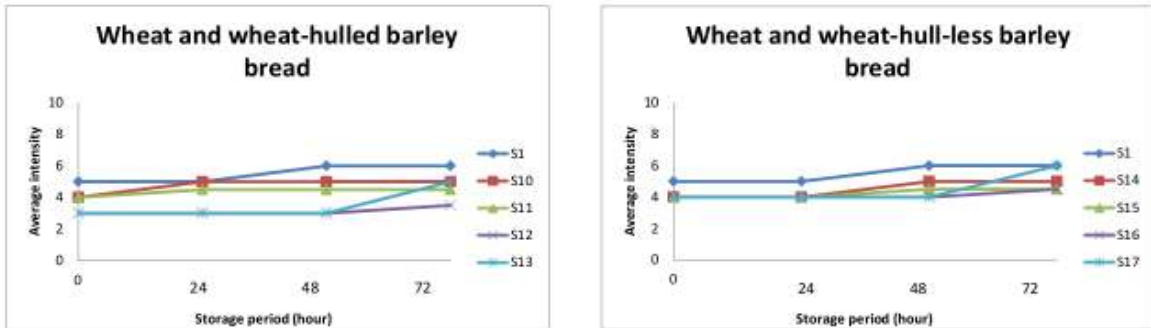 Wheat and wheat-hulled barley
bread
10
8
6
4
2
0
Average intensity
0
24
48
72
Storage period (hour)
S1
S10
S11
S12
S13
Wheat and wheat-hull-less barley
bread
10
8
6
4
2
0
Average intensity
0
24
48
72
Storage period (hour)
S1
S14
S15
S16
S17